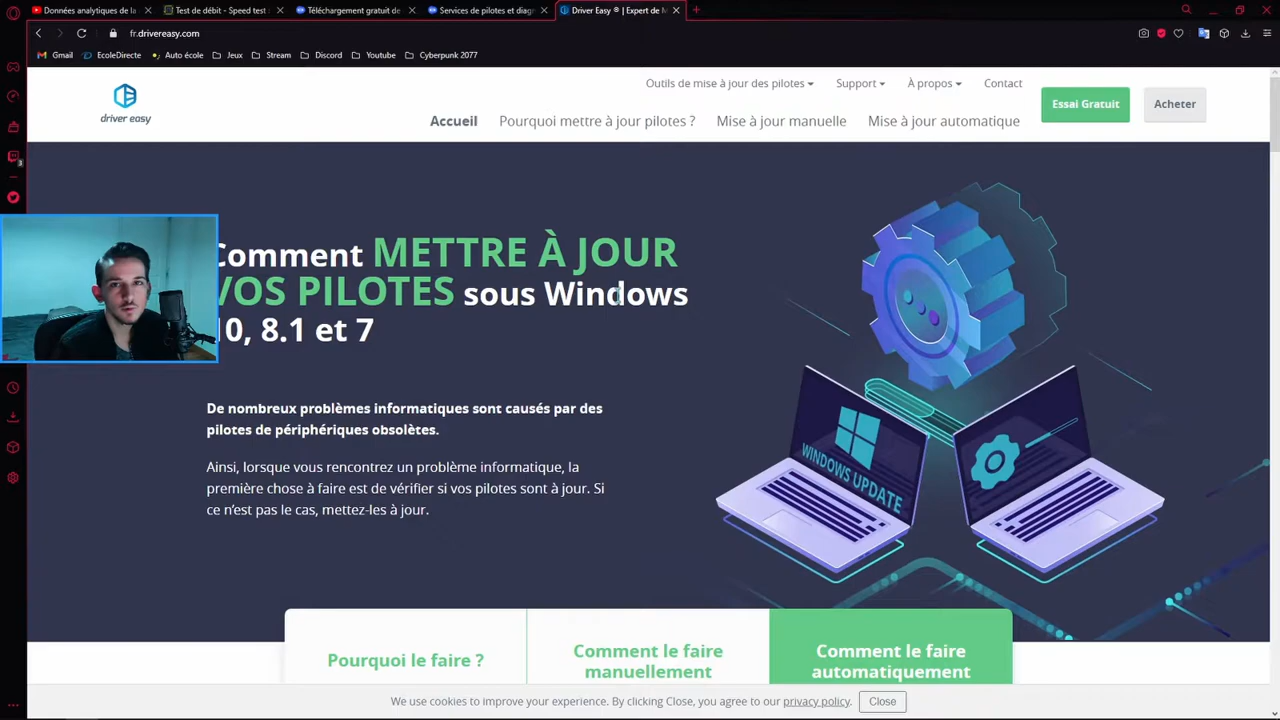 Données analytiques de la
Test de débit - Speed test
Téléchargement gratuit de
Services de pilotes et diag
Driver Easy ® | Expert de M
fr.drivereasy.com
Gmail
EcoleDirecte
Auto école
Jeux
Stream
Discord
Youtube
Cyberpunk 2077
driver easy
Outils de mise à jour des pilotes
Support
À propos
Contact
Accueil
Pourquoi mettre à jour pilotes ?
Mise à jour manuelle
Mise à jour automatique
Essai Gratuit
Acheter
Comment METTRE À JOUR
VOS PILOTES sous Windows
10, 8.1 et 7
De nombreux problèmes informatiques sont causés par des
pilotes de périphériques obsolètes.
Ainsi, lorsque vous rencontrez un problème informatique, la
première chose à faire est de vérifier si vos pilotes sont à jour. Si
ce n'est pas le cas, mettez-les à jour.
WINDOWS UPDATE
Pourquoi le faire ?
Comment le faire
manuellement
Comment le faire
automatiquement
We use cookies to improve your experience. By clicking Close, you agree to our privacy policy.
Close
3